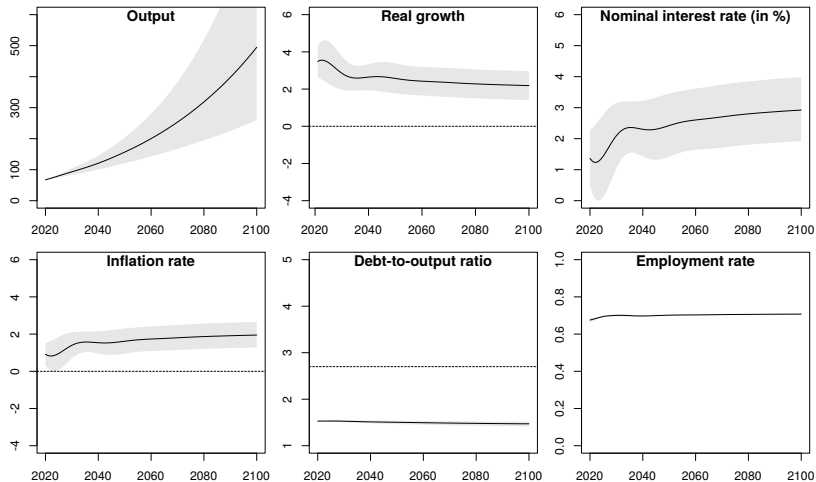 Output
500
300
100
0
2020 2040 2060 2080 2100
Real growth
6
4
2
0
-2
-4
2020 2040 2060 2080 2100
Nominal interest rate (in %)
6
5
4
3
2
1
0
2020 2040 2060 2080 2100
Inflation rate
6
4
2
0
-2
-4
2020 2040 2060 2080 2100
Debt-to-output ratio
5
4
3
2
1
2020 2040 2060 2080 2100
Employment rate
1.0
0.8
0.6
0.4
0.2
0.0
2020 2040 2060 2080 2100